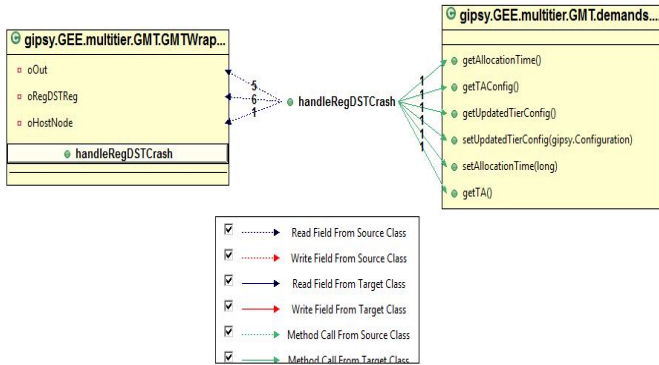 gipsy.GEE.multitier.GMT.GMTWrap...
oOut
oRegDSTReg
oHostNode
handleRegDSTCrash
5
6
1
handleRegDSTCrash
gipsy.GEE.multitier.GMT.demands....
1
1
1
1
1
1
getAllocationTime()
getTAConfig()
getUpdatedTierConfig()
setUpdatedTierConfig(gipsy.Configuration)
setAllocationTime(long)
getTA()
Read Field From Source Class
Write Field From Source Class
Read Field From Target Class
Write Field From Target Class
Method Call From Source Class
Method Call From Target Class